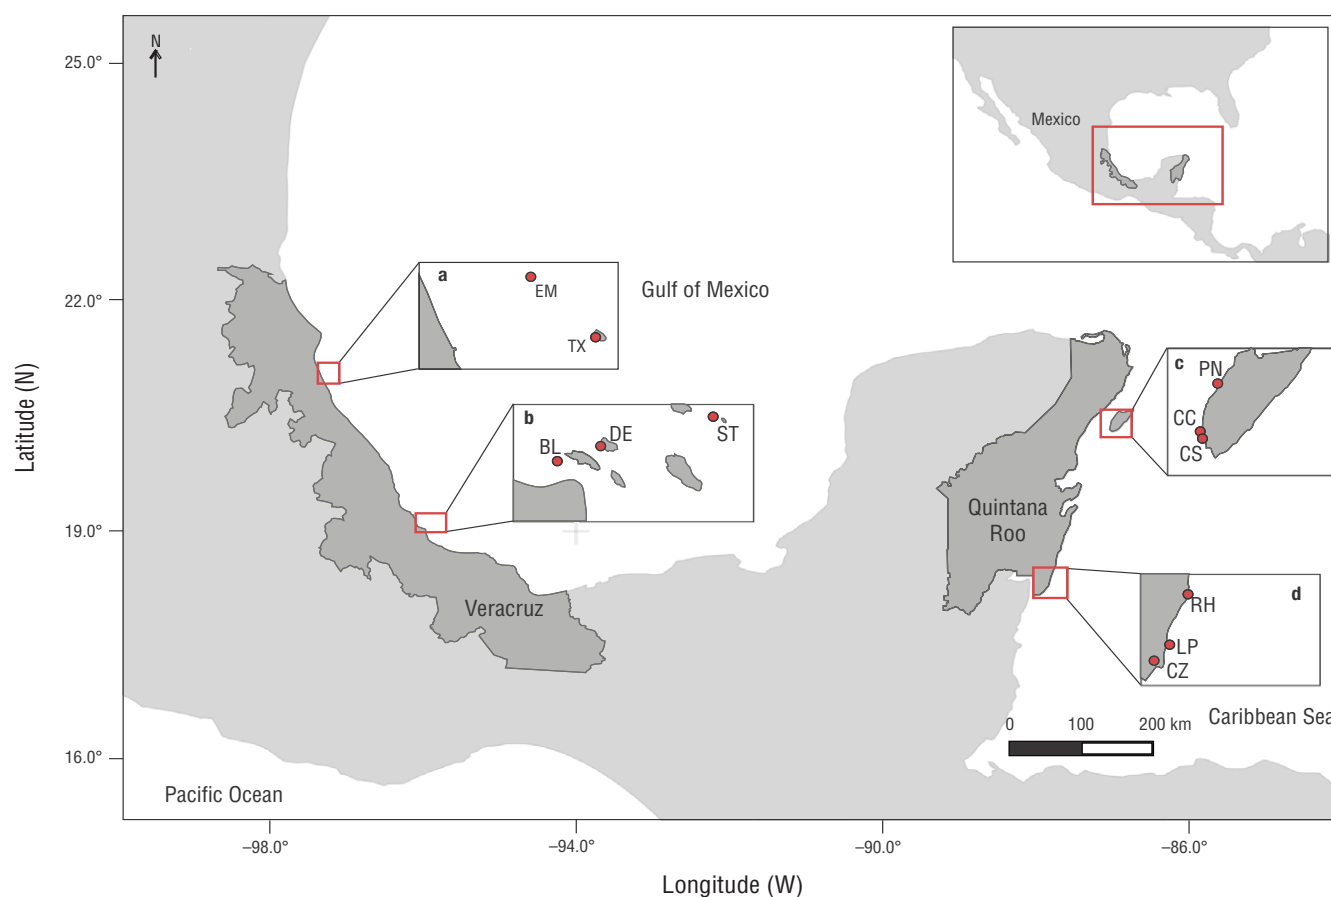 N
25.0°
22.0°
19.0°
16.0°
Latitude (N)
Mexico
a
EM
TX
Gulf of Mexico
b
BL
DE
ST
c
PN
CC
CS
Quintana
Roo
Veracruz
d
RH
LP
CZ
0
100
200 km
Caribbean Sea
Pacific Ocean
–98.0°
–94.0°
–90.0°
–86.0°
Longitude (W)